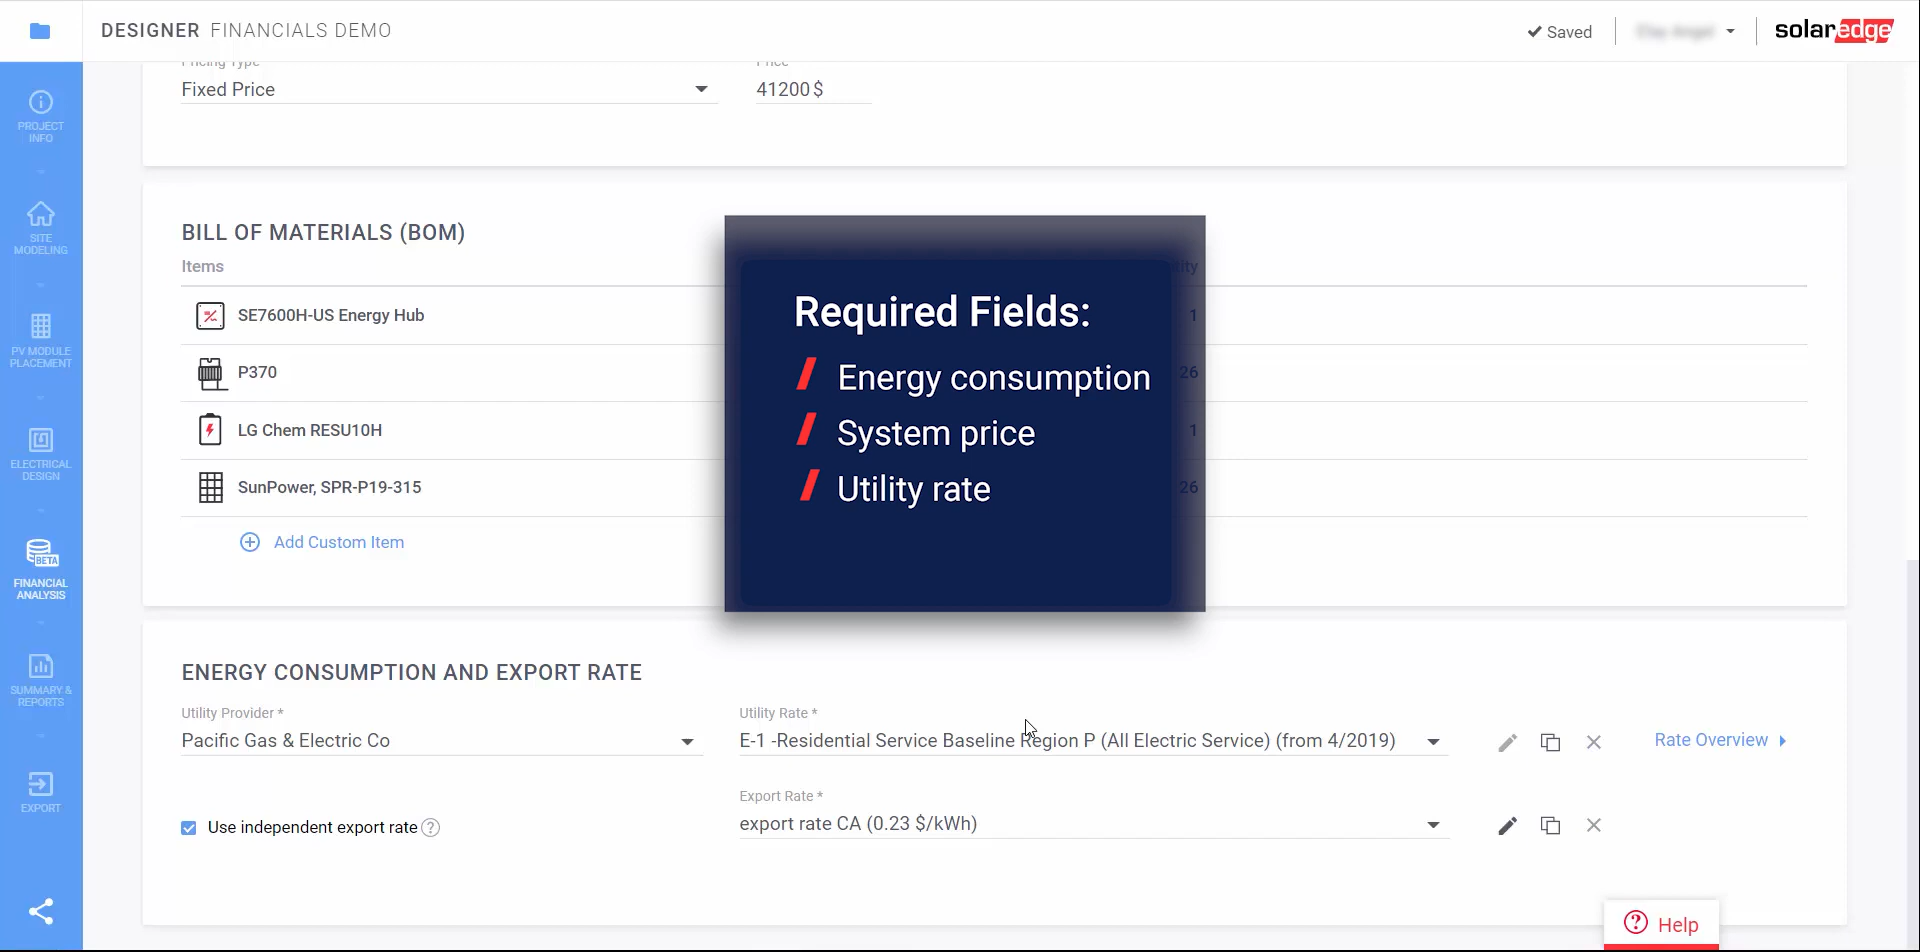 DESIGNER FINANCIALS DEMO
Saved
solaredge
PROJECT
INFO
SITE
MODELING
PV MODULE
PLACEMENT
ELECTRICAL
DESIGN
BETA
FINANCIAL
ANALYSIS
SUMMARY &
REPORTS
EXPORT
Pricing Type
Price
Fixed Price
41200 $
BILL OF MATERIALS (BOM)
Items
SE7600H-US Energy Hub
1
P370
26
LG Chem RESU10H
1
SunPower, SPR-P19-315
26
Add Custom Item
Required Fields:
Energy consumption
System price
Utility rate
ENERGY CONSUMPTION AND EXPORT RATE
Utility Provider *
Utility Rate *
Pacific Gas & Electric Co
E-1 -Residential Service Baseline Region P (All Electric Service) (from 4/2019)
Rate Overview
Export Rate *
Use independent export rate ?
export rate CA (0.23 $/kWh)
? Help